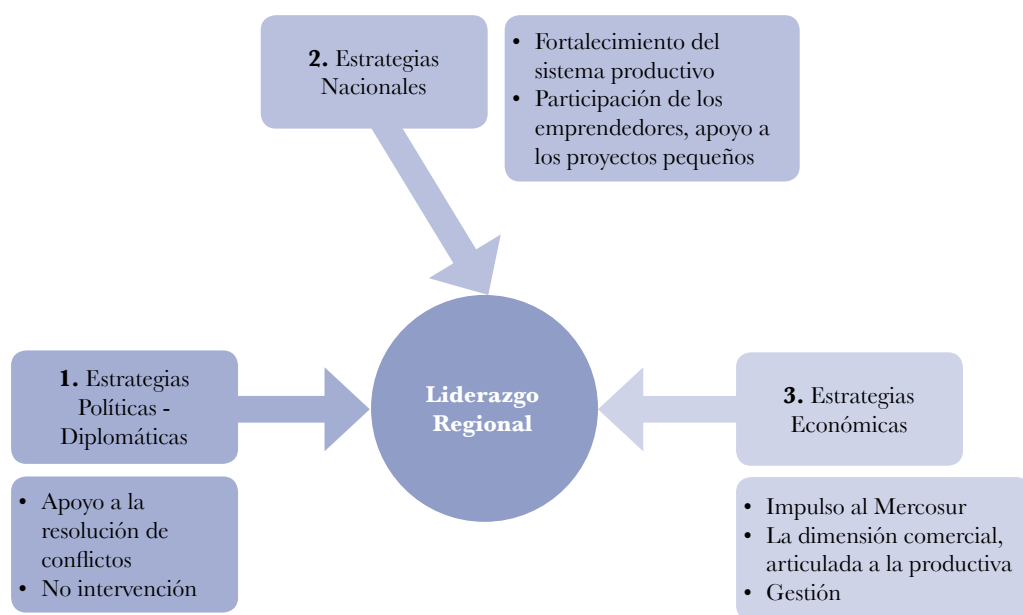 2. Estrategias
Nacionales
• Fortalecimiento del
sistema productivo
• Participación de los
emprendedores, apoyo a
los proyectos pequeños
1. Estrategias
Políticas -
Diplomáticas
• Apoyo a la
resolución de
conflictos
• No intervención
Liderazgo
Regional
3. Estrategias
Económicas
• Impulso al Mercosur
• La dimensión comercial,
articulada a la productiva
• Gestión